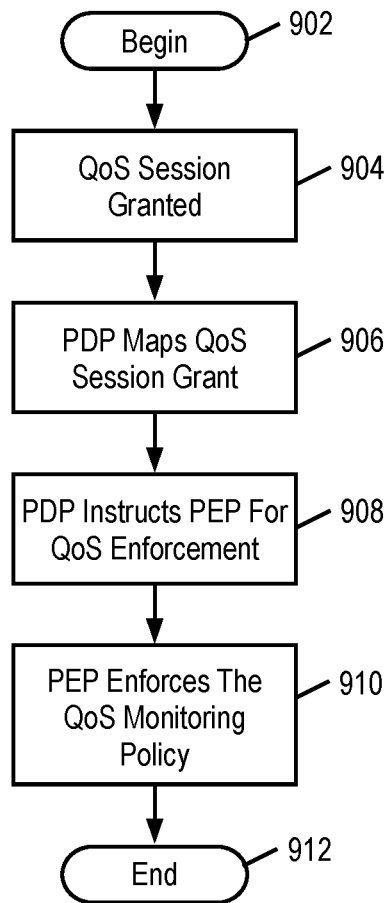 Begin
902
QoS Session
Granted
904
PDP Maps QoS
Session Grant
906
PDP Instructs PEP For
QoS Enforcement
908
PEP Enforces The
QoS Monitoring
Policy
910
End
912